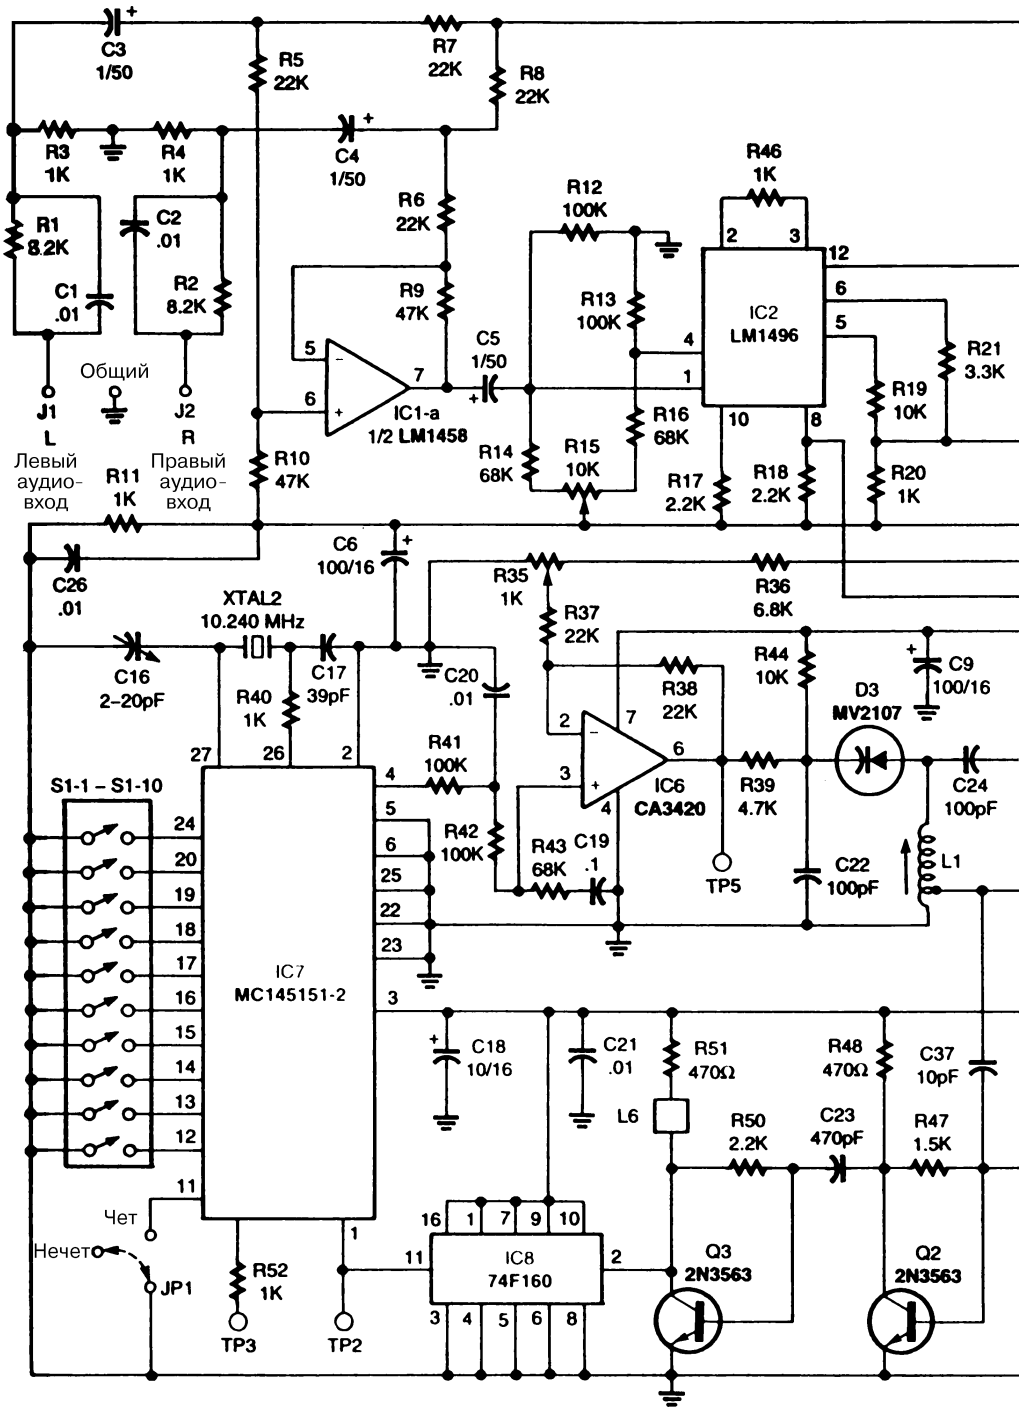 C3
1/50
+
R5
22K
R7
22K
R8
22K
R3
1K
R4
1K
C4
1/50
+
R46
1K
R1
8.2K
C2
.01
R6
22K
R12
100K
2
3
12
C1
.01
R2
8.2K
R9
47K
R13
100K
IC2
LM1496
6
5
4
1
R21
3.3K
C5
1/50
+
5
−
6
+
7
IC1-a
1/2 LM1458
Общий
J1
L
J2
R
Левый
аудио-
вход
Правый
аудио-
вход
R19
10K
R16
68K
10
8
R11
1K
R10
47K
R14
68K
R15
10K
R17
2.2K
R18
2.2K
R20
1K
C26
.01
C6
100/16
+
R35
1K
R36
6.8K
XTAL2
10.240 MHz
R37
22K
C16
2–20pF
R40
1K
C17
39pF
C20
.01
R38
22K
R44
10K
C9
100/16
+
D3
MV2107
27
26
2
R41
100K
4
2
−
3
+
7
6
4
IC6
CA3420
R39
4.7K
C24
100pF
S1-1 – S1-10
24
20
19
18
17
16
15
14
13
12
11
5
6
25
22
23
3
R42
100K
R43
68K
C19
.1
TP5
C22
100pF
L1
IC7
MC145151-2
C18
10/16
+
C21
.01
R51
470Ω
R48
470Ω
C37
10pF
L6
R50
2.2K
C23
470pF
R47
1.5K
Чет
Нечет
JP1
R52
1K
1
TP3
TP2
16
1
7
9
10
11
IC8
74F160
2
3
4
5
6
8
Q3
2N3563
Q2
2N3563